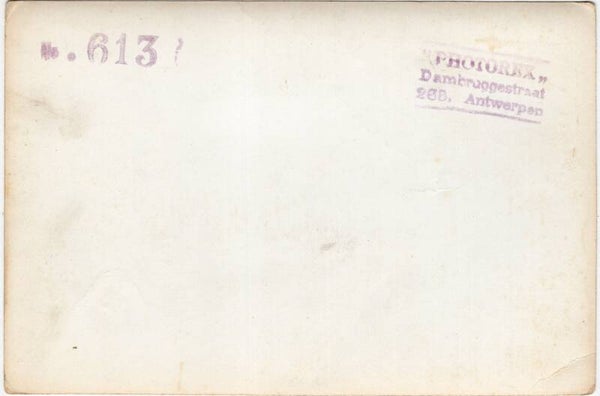 No. 613
"PHOTOREX„
Dambruggestraat
268, Antwerpen